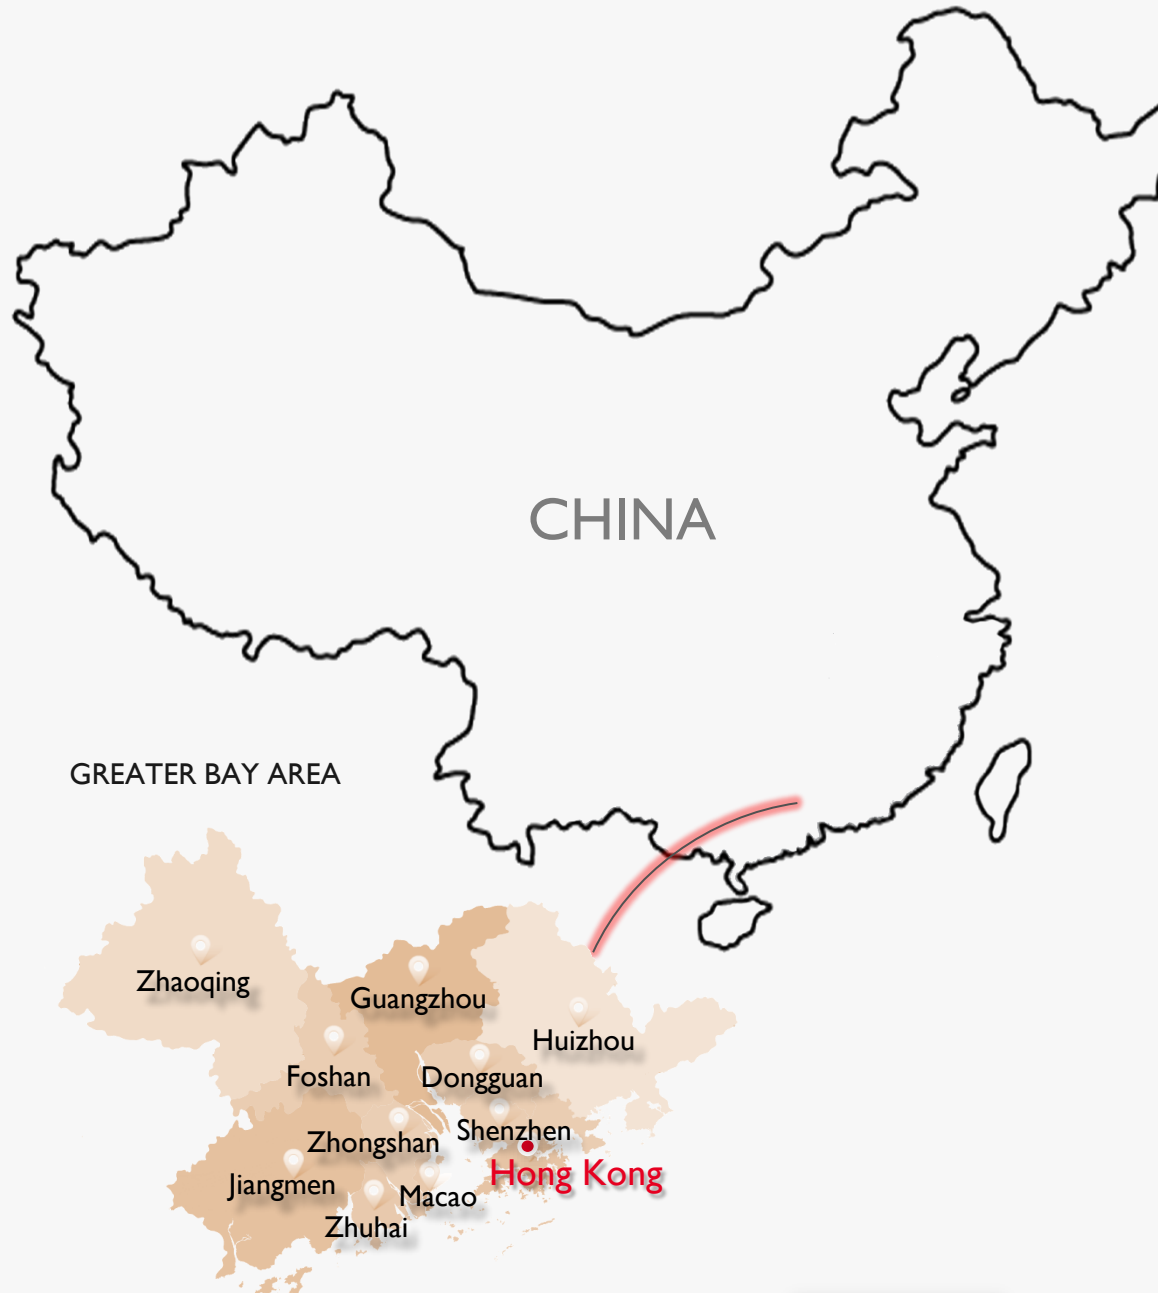 CHINA
GREATER BAY AREA
Zhaoqing
Guangzhou
Huizhou
Foshan
Dongguan
Shenzhen
Zhongshan
Hong Kong
Jiangmen
Macao
Zhuhai